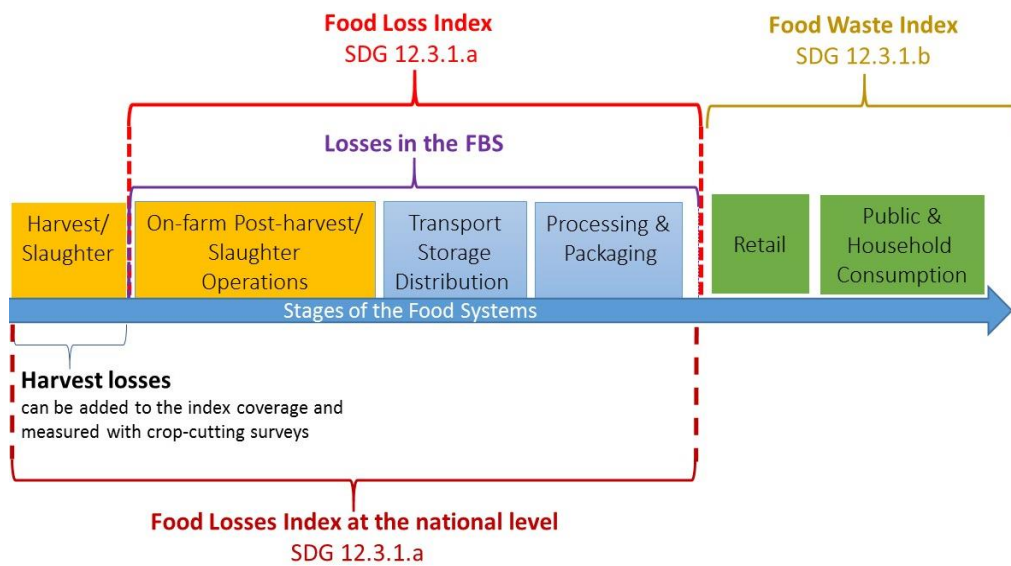 Food Loss Index
SDG 12.3.1.a
Food Waste Index
SDG 12.3.1.b
Losses in the FBS
Harvest/
Slaughter
On-farm Post-harvest/
Slaughter
Operations
Transport
Storage
Distribution
Processing &
Packaging
Retail
Public &
Household
Consumption
Stages of the Food Systems
Harvest losses
can be added to the index coverage and
measured with crop-cutting surveys
Food Losses Index at the national level
SDG 12.3.1.a